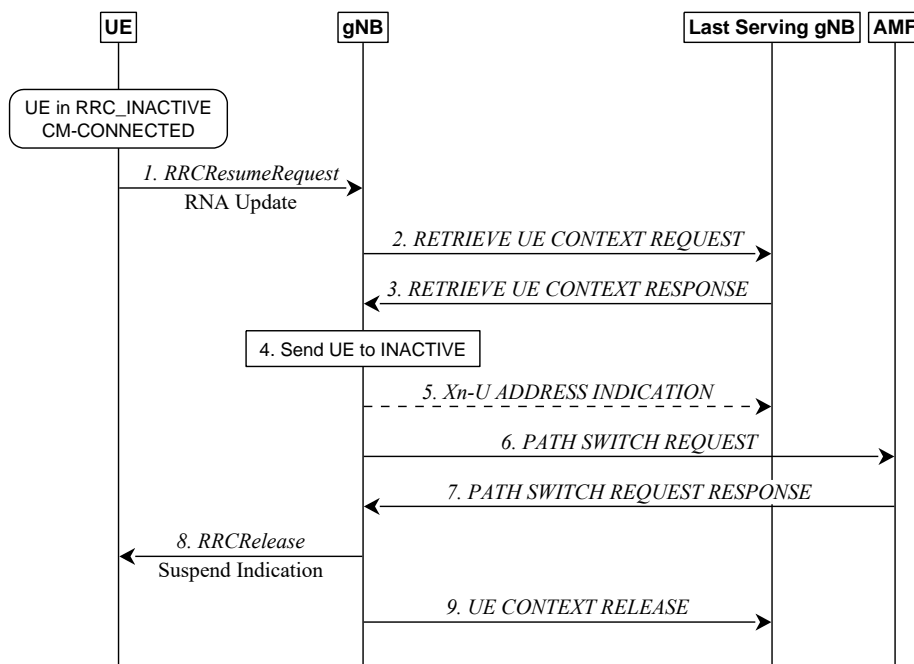 UE
gNB
Last Serving gNB
AMF
UE in RRC_INACTIVE
CM-CONNECTED
1. RRCResumeRequest
RNA Update
2. RETRIEVE UE CONTEXT REQUEST
3. RETRIEVE UE CONTEXT RESPONSE
4. Send UE to INACTIVE
5. Xn-U ADDRESS INDICATION
6. PATH SWITCH REQUEST
7. PATH SWITCH REQUEST RESPONSE
8. RRCRelease
Suspend Indication
9. UE CONTEXT RELEASE